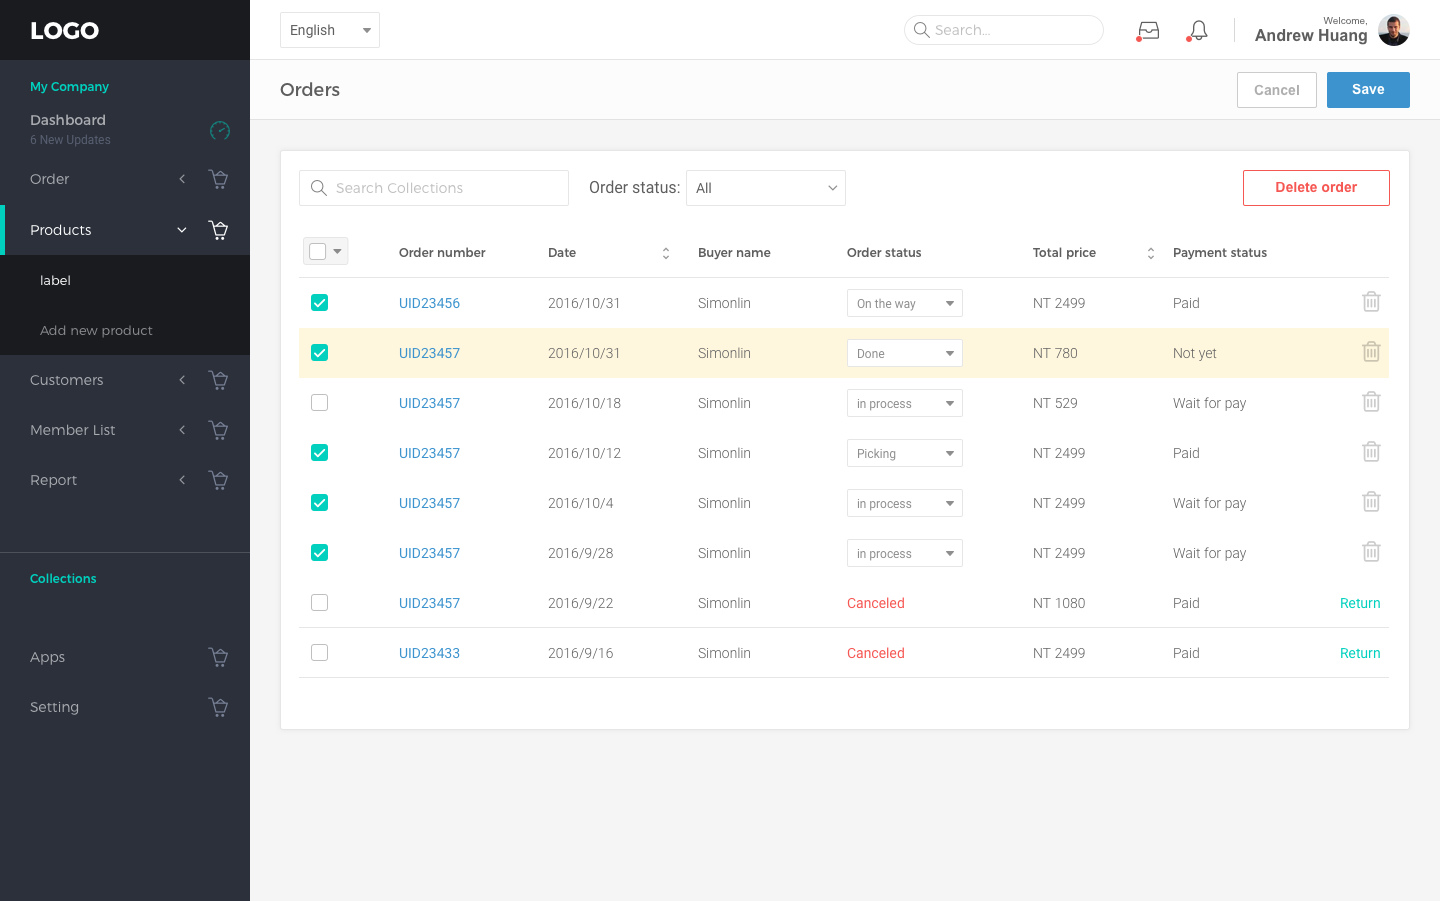 LOGO
English
Search...
Welcome,
Andrew Huang
My Company
Dashboard
6 New Updates
Order
Products
label
Add new product
Customers
Member List
Report
Collections
Apps
Setting
Orders
Cancel
Save
Search Collections
Order status:
All
Delete order
Order number Date Buyer name Order status Total price Payment status
UID23456 2016/10/31 Simonlin On the way NT 2499 Paid
UID23457 2016/10/31 Simonlin Done NT 780 Not yet
UID23457 2016/10/18 Simonlin in process NT 529 Wait for pay
UID23457 2016/10/12 Simonlin Picking NT 2499 Paid
UID23457 2016/10/4 Simonlin in process NT 2499 Wait for pay
UID23457 2016/9/28 Simonlin in process NT 2499 Wait for pay
UID23457 2016/9/22 Simonlin Canceled NT 1080 Paid Return
UID23433 2016/9/16 Simonlin Canceled NT 2499 Paid Return